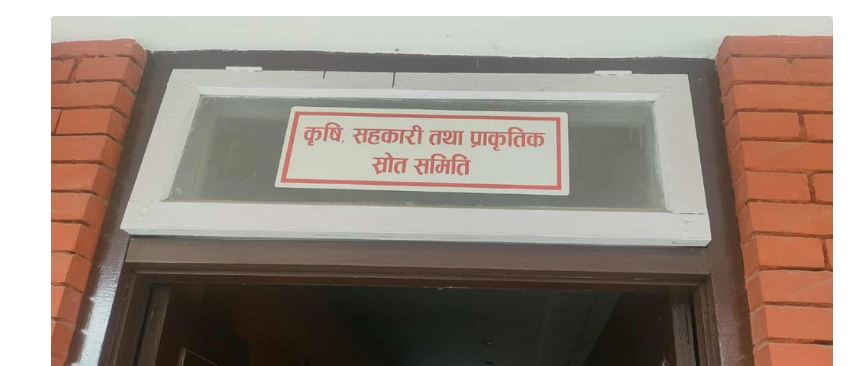 कृषि, सहकारी तथा प्राकृतिक
स्रोत समिति